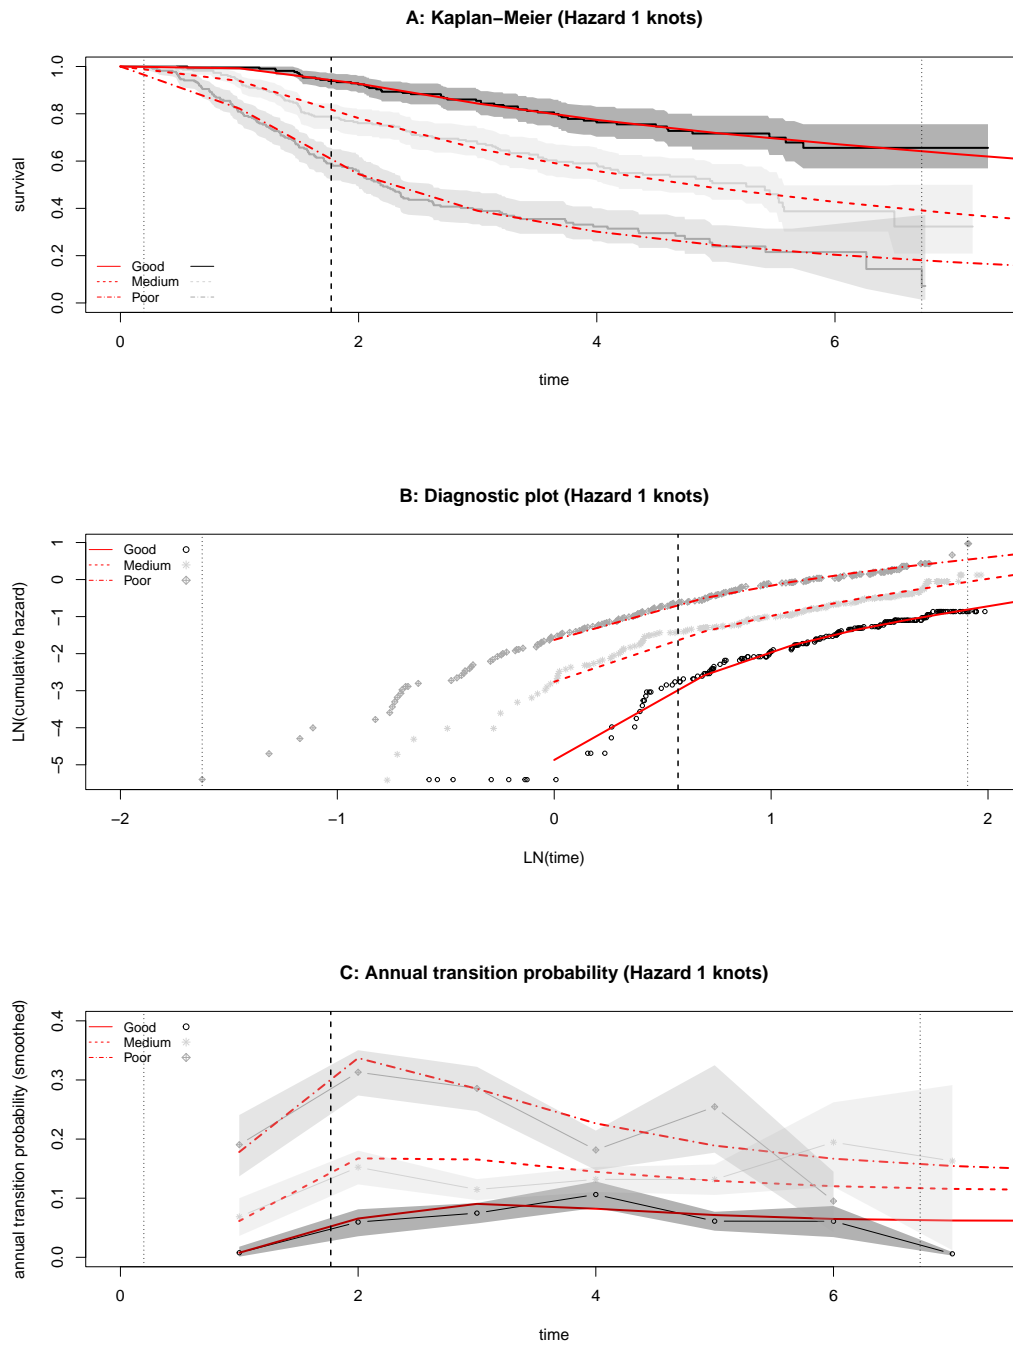 A: Kaplan−Meier (Hazard 1 knots)
survival
1.0
0.8
0.6
0.4
0.2
0.0
Good
Medium
Poor
0 2 4 6
time
B: Diagnostic plot (Hazard 1 knots)
LN(cumulative hazard)
1
0
−1
−2
−3
−4
−5
Good
Medium
Poor
−2 −1 0 1 2
LN(time)
C: Annual transition probability (Hazard 1 knots)
annual transition probability (smoothed)
0.4
0.3
0.2
0.1
0.0
Good
Medium
Poor
0 2 4 6
time